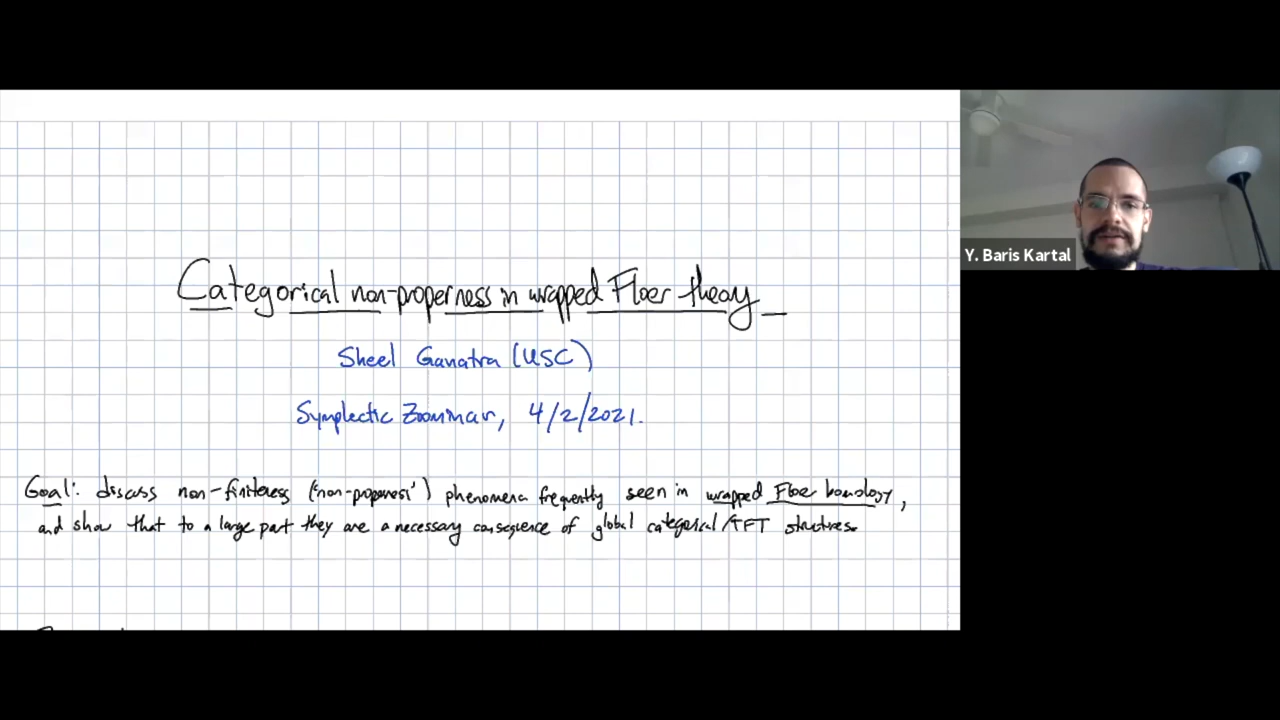 Categorical non-properness in wrapped Floer theory
Sheel Ganatra (USC)
Symplectic Zoominar, 4/2/2021.
Goal: discuss non-finiteness ('non-properness') phenomena frequently seen in wrapped Floer homology,
and show that to a large part they are a necessary consequence of global categorical/TFT structures
Y. Baris Kartal